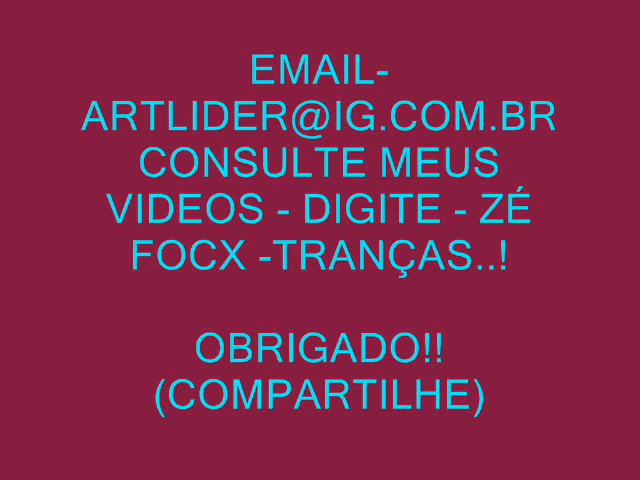 EMAIL-
ARTLIDER@IG.COM.BR
CONSULTE MEUS
VIDEOS - DIGITE - ZÉ
FOCX -TRANÇAS..!
OBRIGADO!!
(COMPARTILHE)